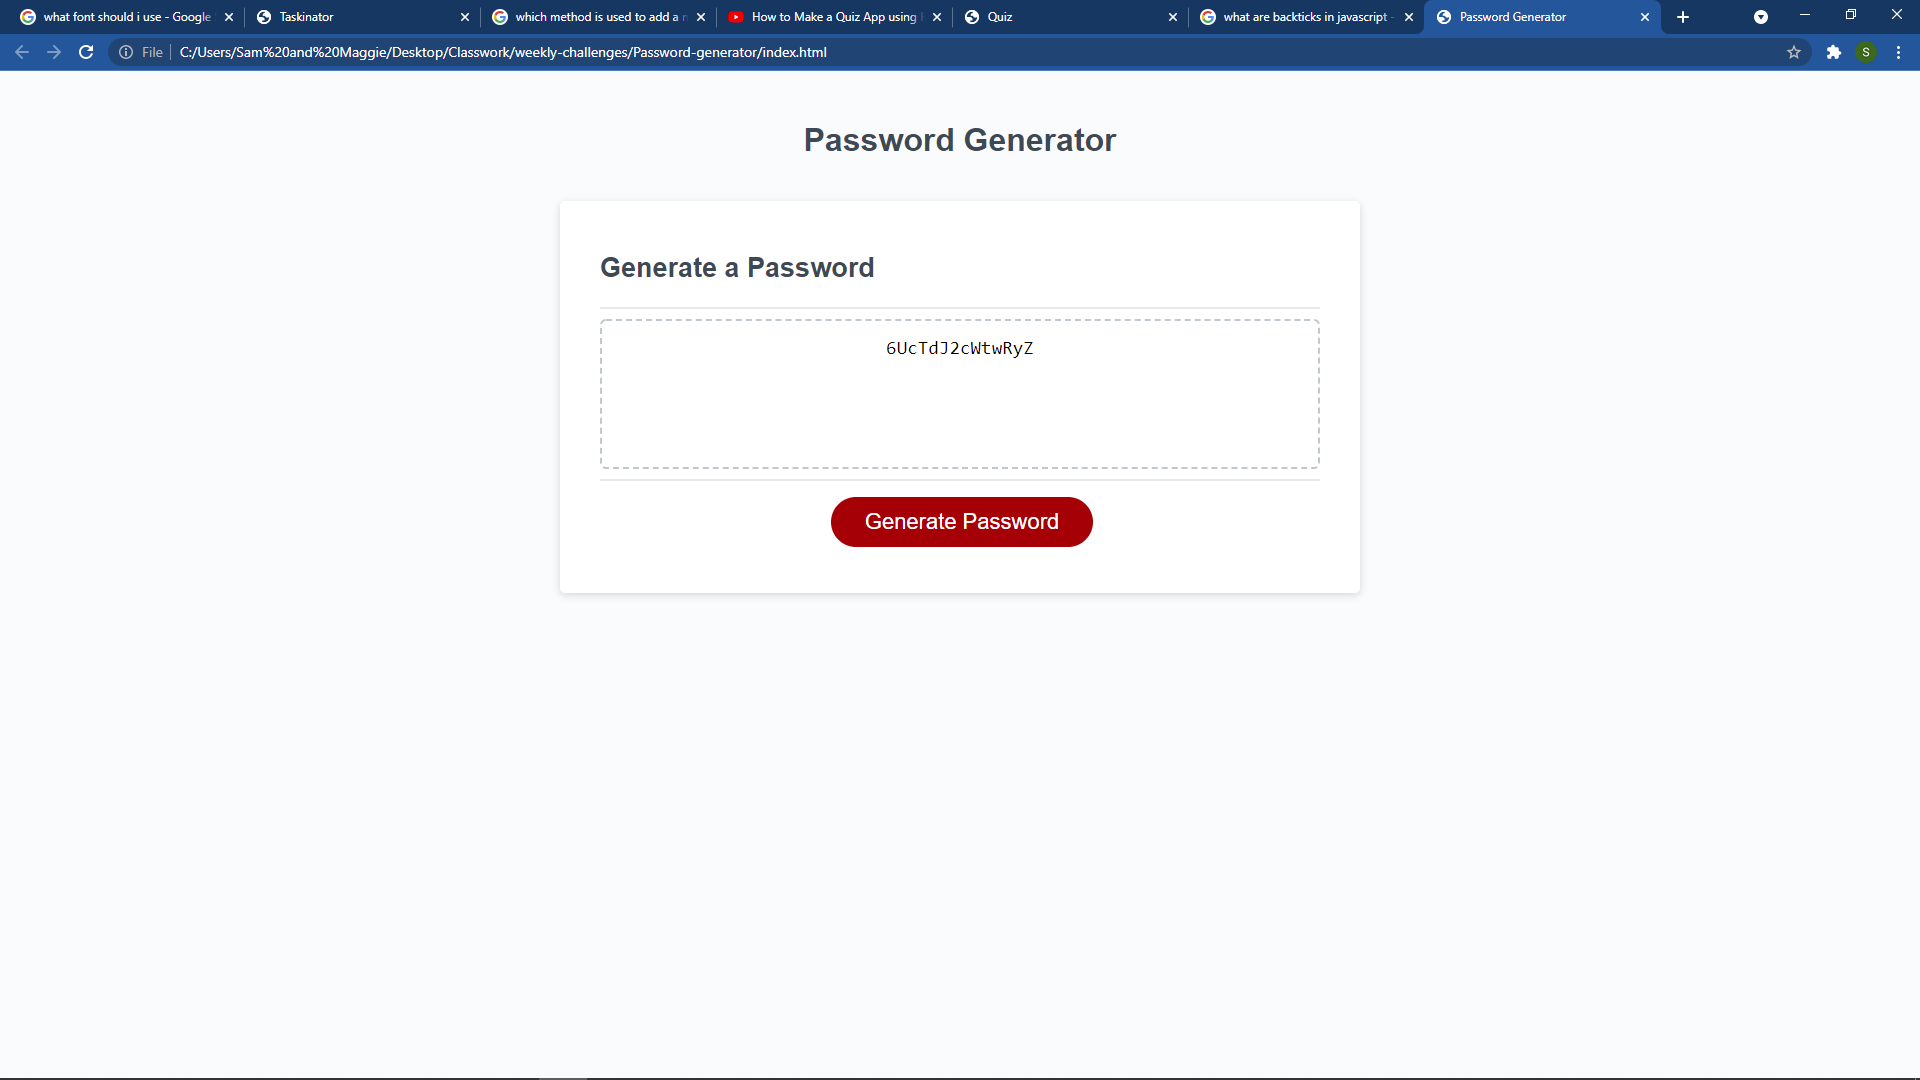 what font should i use - Google
Taskinator
which method is used to add a
How to Make a Quiz App using
Quiz
what are backticks in javascript -
Password Generator
File
C:/Users/Sam%20and%20Maggie/Desktop/Classwork/weekly-challenges/Password-generator/index.html
S
Password Generator
Generate a Password
6UcTdJ2cWtwRyZ
Generate Password